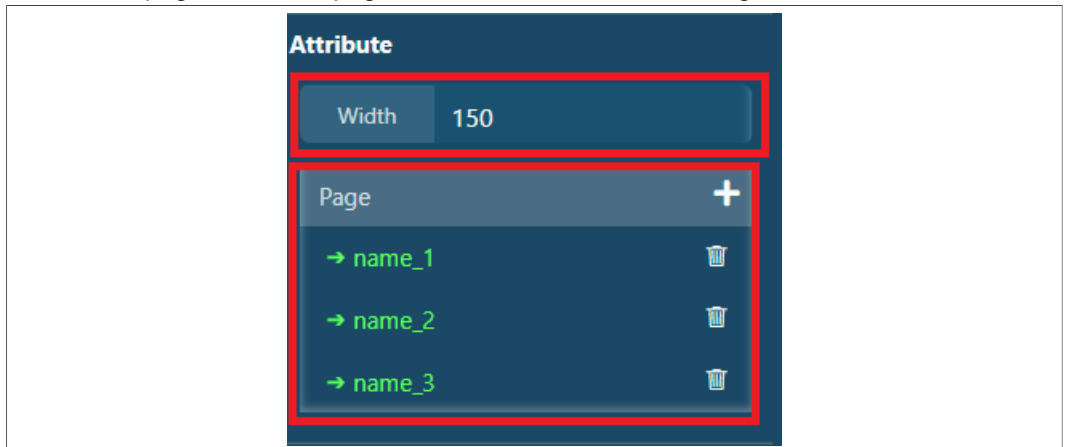 Attribute
Width 150
Page
➔ name_1
➔ name_2
➔ name_3